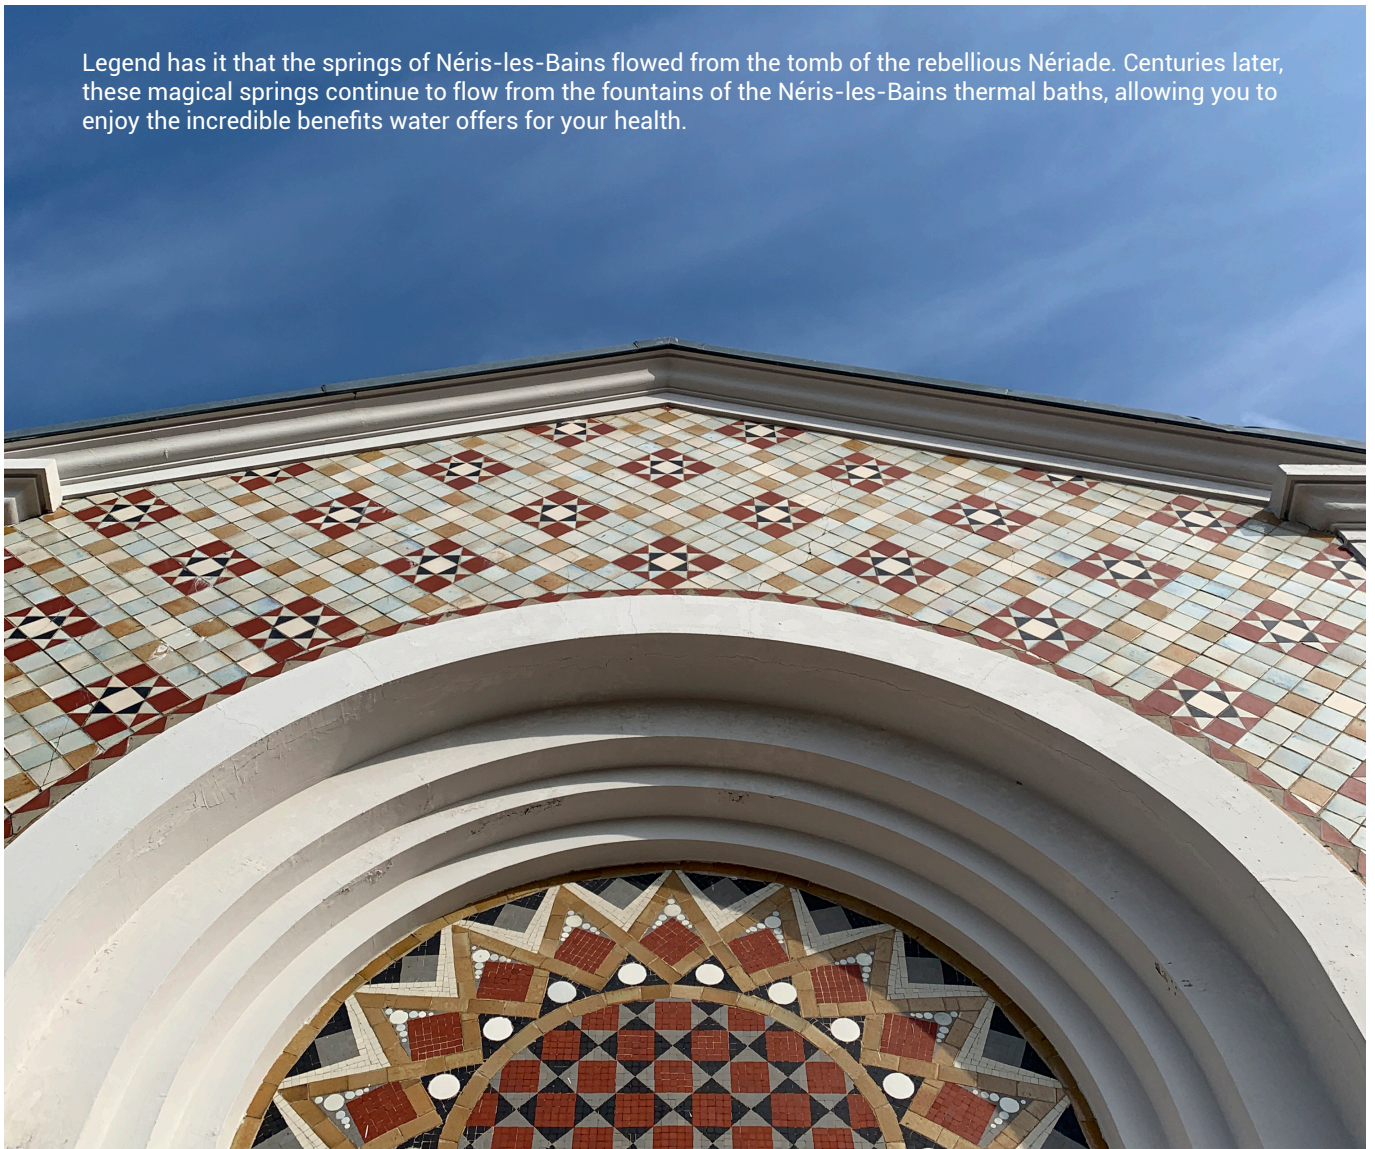 Legend has it that the springs of Néris-les-Bains flowed from the tomb of the rebellious Nériade. Centuries later,
these magical springs continue to flow from the fountains of the Néris-les-Bains thermal baths, allowing you to
enjoy the incredible benefits water offers for your health.